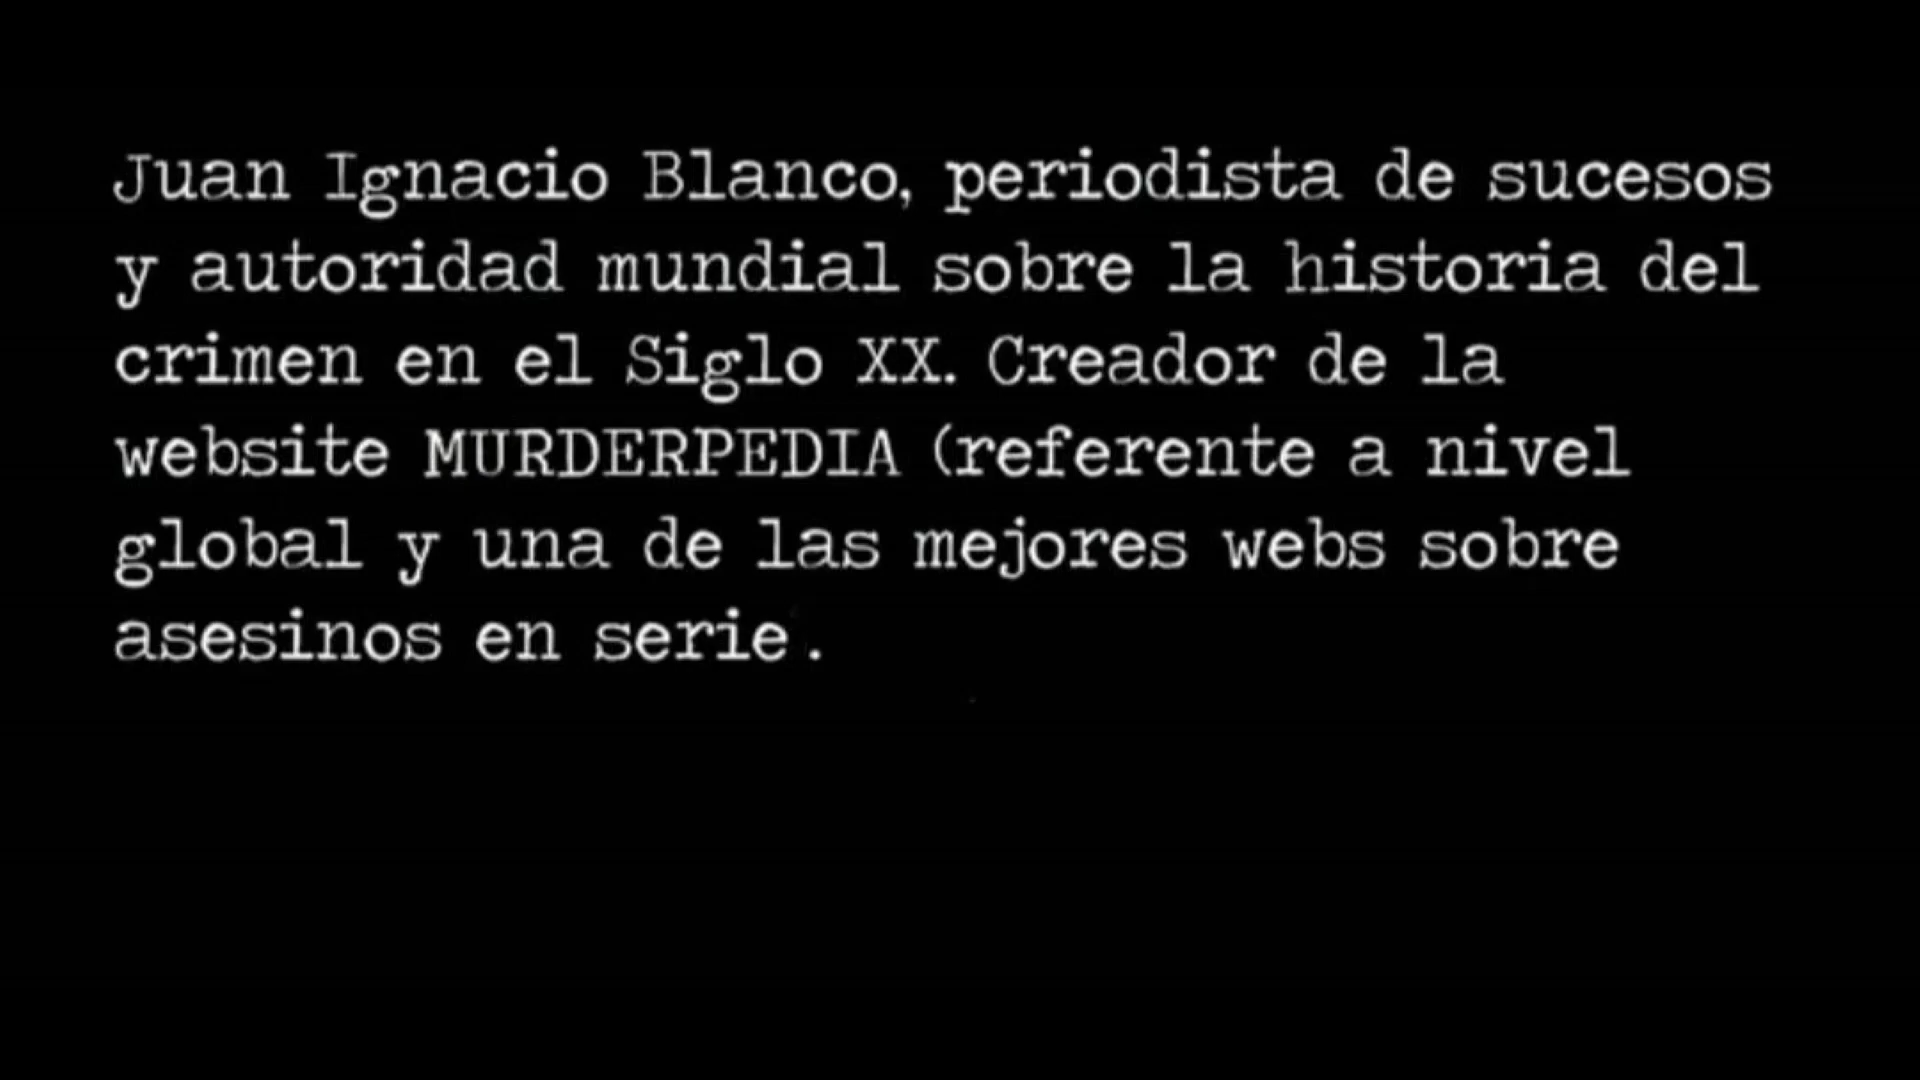 Juan Ignacio Blanco, periodista de sucesos
y autoridad mundial sobre la historia del
crimen en el Siglo XX. Creador de la
website MURDERPEDIA (referente a nivel
global y una de las mejores webs sobre
asesinos en serie .